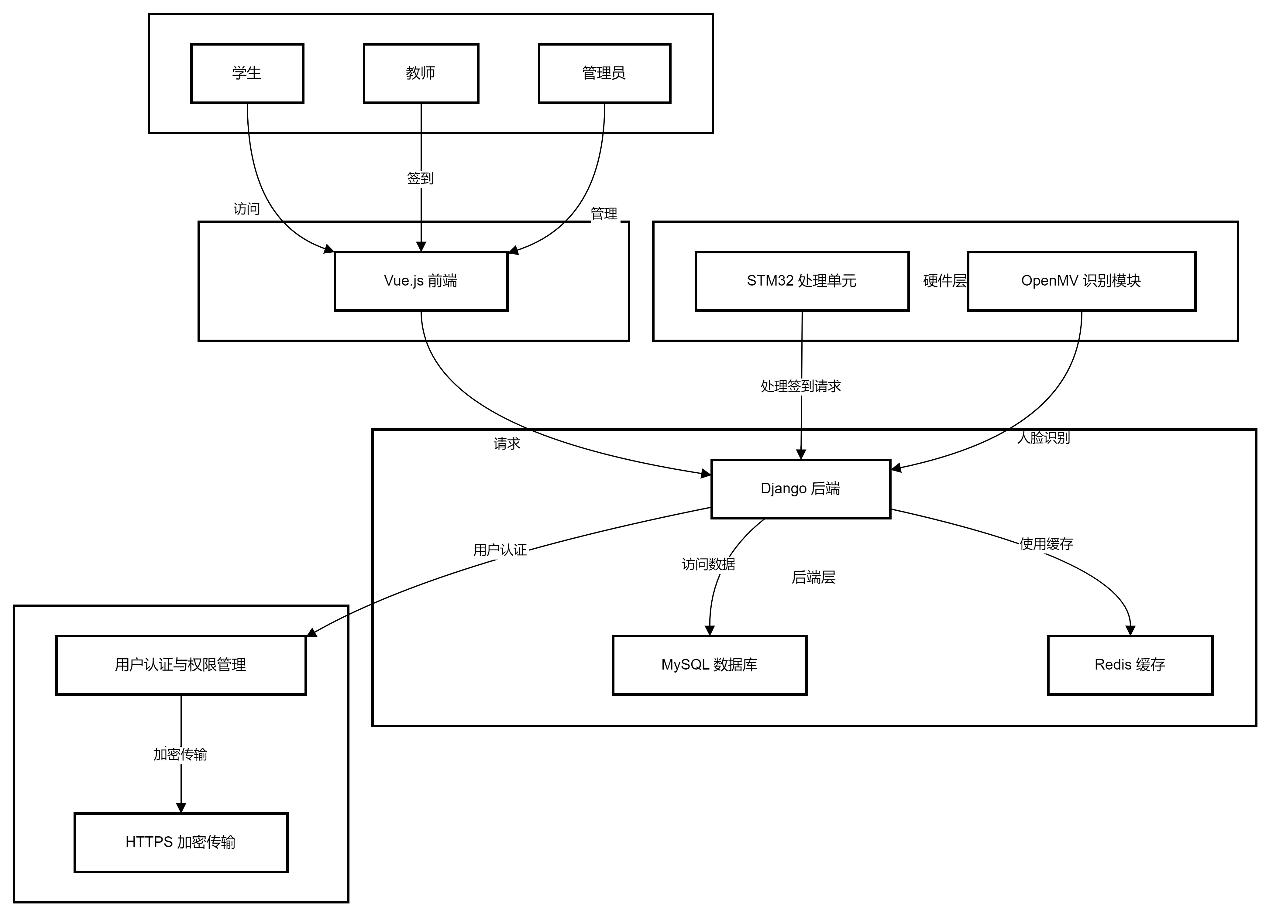 学生
教师
管理员
签到
访问
管理
Vue.js 前端
STM32 处理单元
硬件层
OpenMV 识别模块
处理签到请求
请求
人脸识别
Django 后端
用户认证
访问数据
使用缓存
后端层
用户认证与权限管理
MySQL 数据库
Redis 缓存
加密传输
HTTPS 加密传输